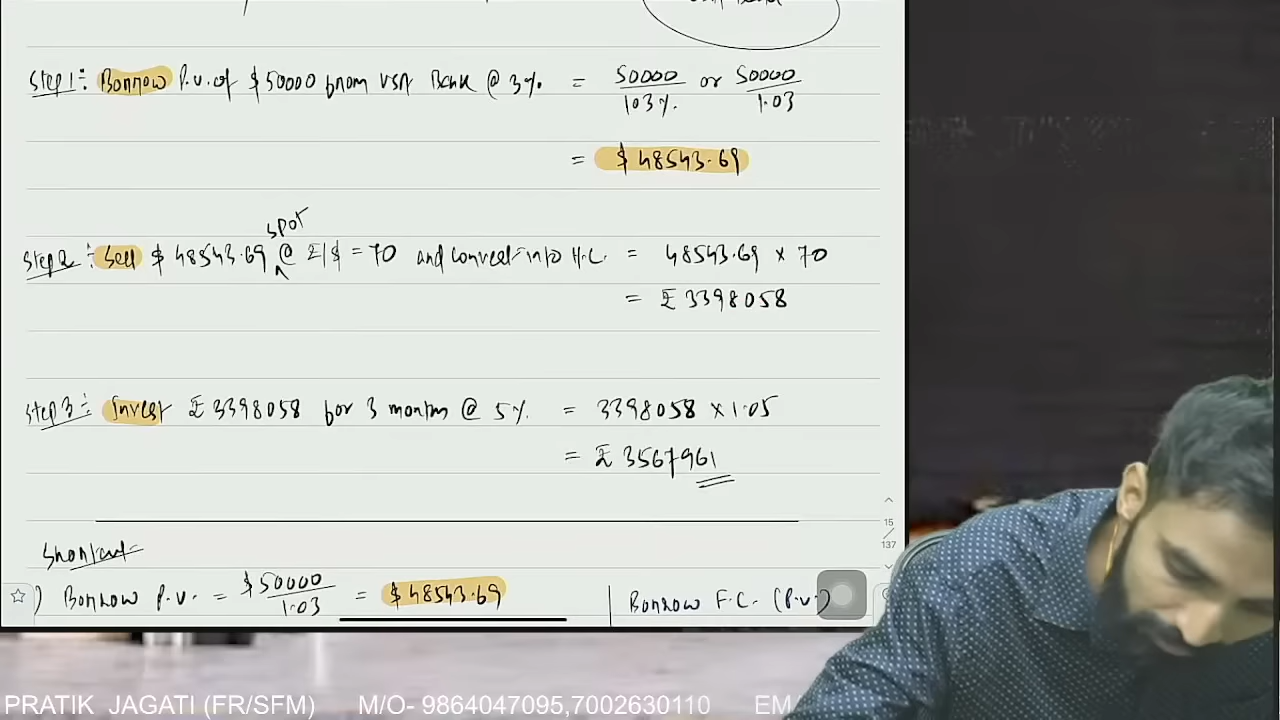 Step 1:- Borrow P.V. of $50000 from USA Bank @ 3% = 50000/103% or 50000/1.03
= $48543.69
spot
Step 2:- Sell $48543.69 @ ₹/$ = 70 and convert into H.C. = 48543.69 × 70
= ₹3398058
Step 3:- Invest ₹3398058 for 3 months @ 5% = 3398058 × 1.05
= ₹3567961
15
/
137
Shortcut
) Borrow P.V. = $50000/1.03 = $48543.69 | Borrow F.C. (P.V.)
PRATIK JAGATI (FR/SFM) M/O- 9864047095,7002630110 EM